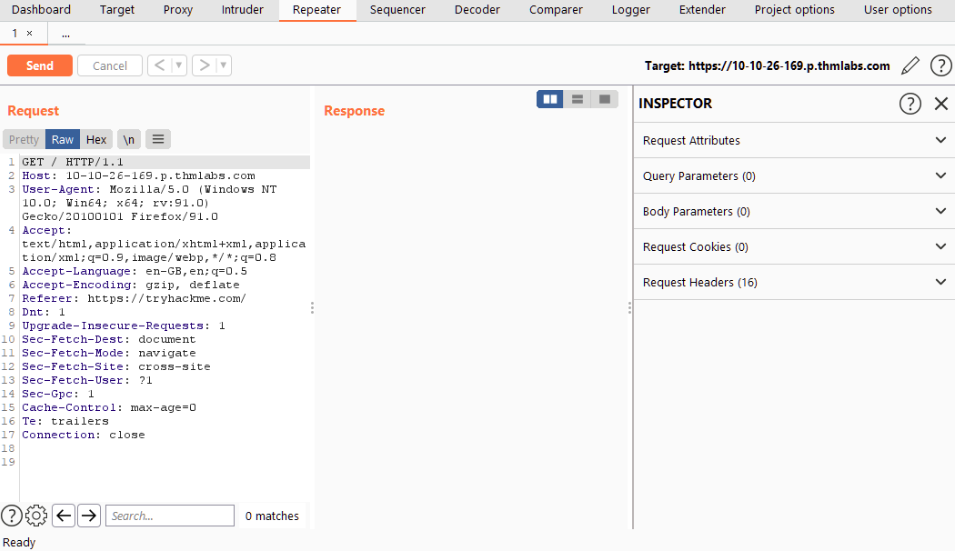 Dashboard Target Proxy Intruder Repeater Sequencer Decoder Comparer Logger Extender Project options User options
1 × ...
Send Cancel < > Target: https://10-10-26-169.p.thmlabs.com ?
Request
Response
INSPECTOR ?
Pretty Raw Hex \n
Request Attributes
Query Parameters (0)
Body Parameters (0)
Request Cookies (0)
Request Headers (16)
1 GET / HTTP/1.1
2 Host: 10-10-26-169.p.thmlabs.com
3 User-Agent: Mozilla/5.0 (Windows NT
10.0; Win64; x64; rv:91.0)
Gecko/20100101 Firefox/91.0
4 Accept:
text/html,application/xhtml+xml,applica
tion/xml;q=0.9,image/webp,*/*;q=0.8
5 Accept-Language: en-GB,en;q=0.5
6 Accept-Encoding: gzip, deflate
7 Referer: https://tryhackme.com/
8 Dnt: 1
9 Upgrade-Insecure-Requests: 1
10 Sec-Fetch-Dest: document
11 Sec-Fetch-Mode: navigate
12 Sec-Fetch-Site: cross-site
13 Sec-Fetch-User: ?1
14 Sec-Gpc: 1
15 Cache-Control: max-age=0
16 Te: trailers
17 Connection: close
18
19
? Search... 0 matches
Ready